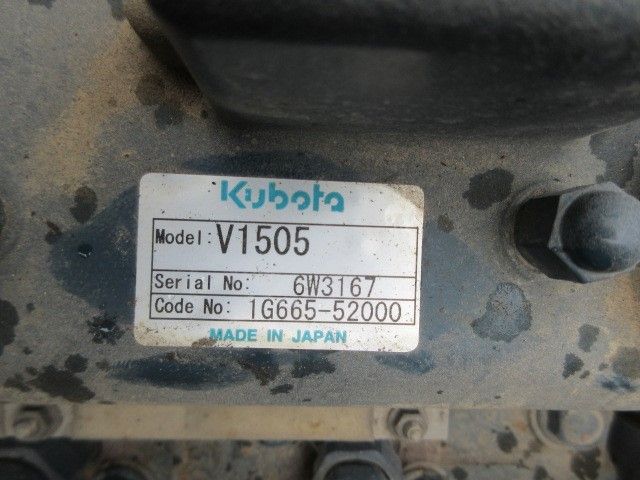 Kubota
Model: V1505
Serial No: 6W3167
Code No: 1G665-52000
MADE IN JAPAN